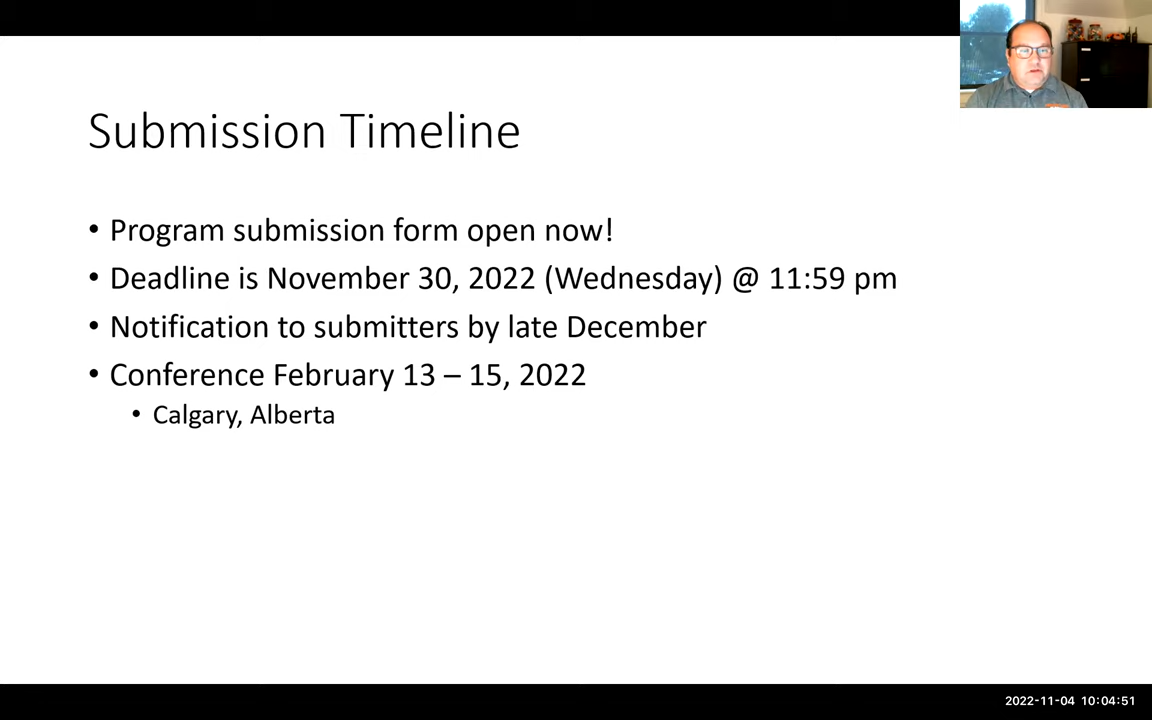 Submission Timeline
• Program submission form open now!
• Deadline is November 30, 2022 (Wednesday) @ 11:59 pm
• Notification to submitters by late December
• Conference February 13 – 15, 2022
• Calgary, Alberta
2022-11-04 10:04:51